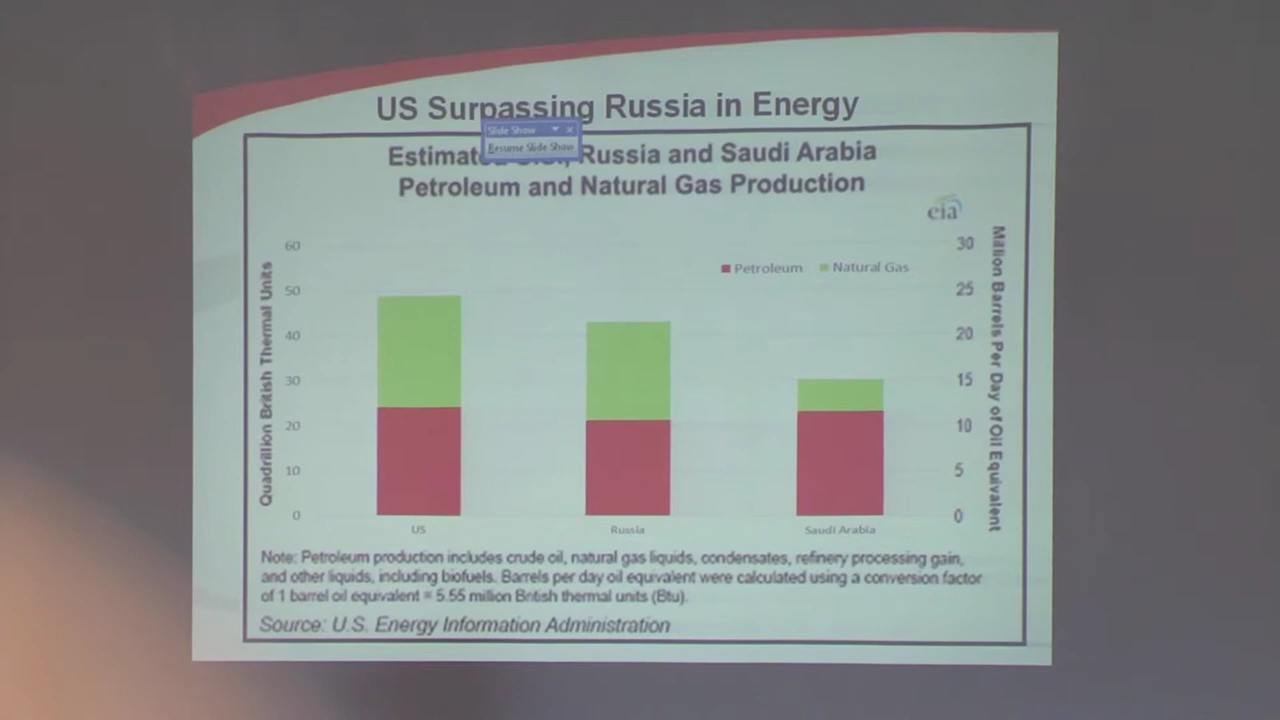 US Surpassing Russia in Energy
Slide Show
Resume Slide Show
Russia and Saudi Arabia
Petroleum and Natural Gas Production
eia
Quadrillion British Thermal Units
60
50
40
30
20
10
0
Petroleum
Natural Gas
30
25
20
15
10
5
0
Million Barrels Per Day of Oil Equivalent
US
Russia
Saudi Arabia
Note: Petroleum production includes crude oil, natural gas liquids, condensates, refinery processing gain,
and other liquids, including biofuels. Barrels per day oil equivalent were calculated using a conversion factor
of 1 barrel oil equivalent = 5.55 million British thermal units (Btu).
Source: U.S. Energy Information Administration